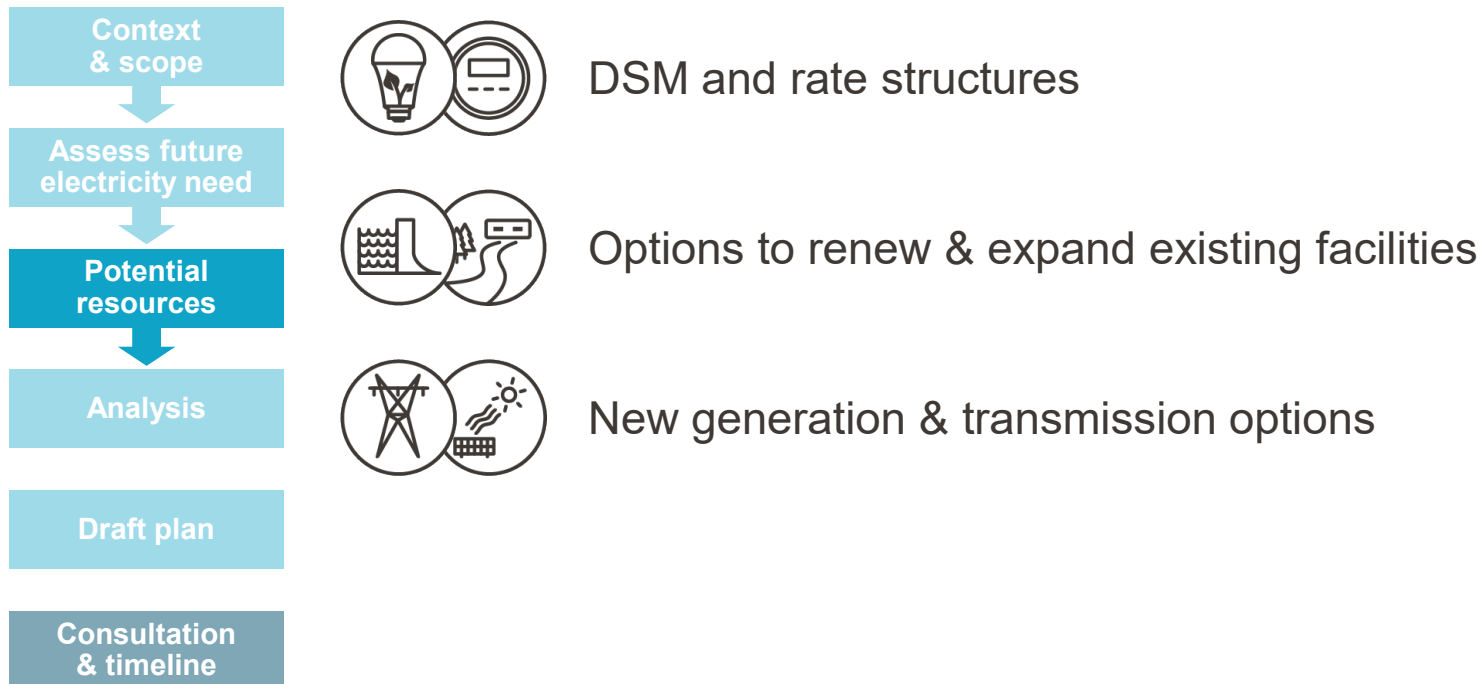 Context
& scope
Assess future
electricity need
Potential
resources
Analysis
Draft plan
Consultation
& timeline
DSM and rate structures
Options to renew & expand existing facilities
New generation & transmission options